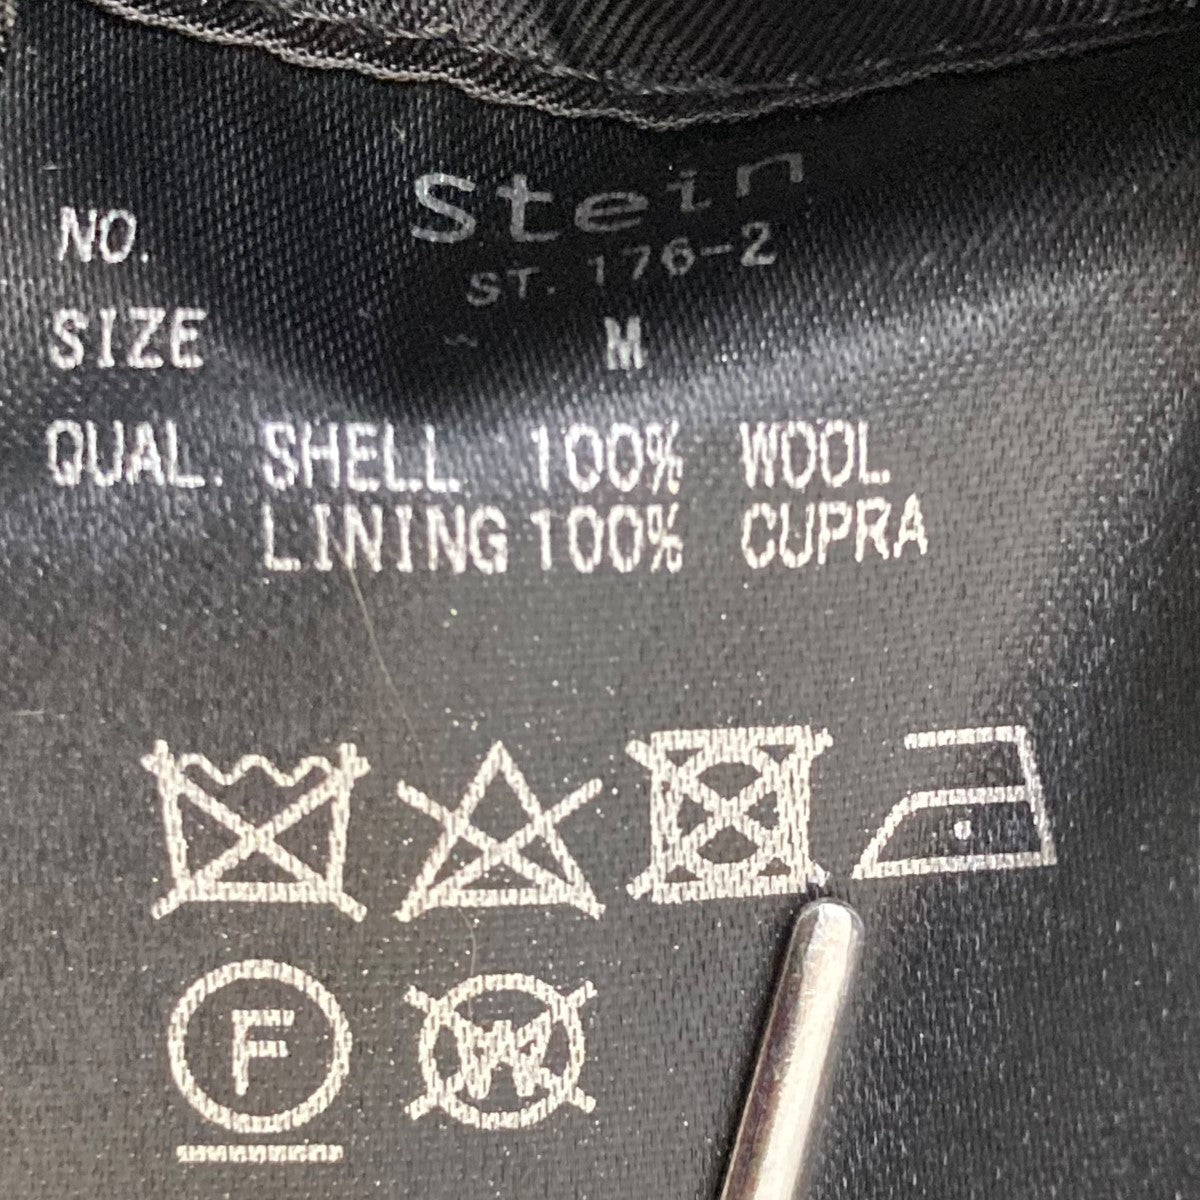 Stein
NO. ST. 176-2
SIZE M
QUAL. SHELL 100% WOOL
LINING 100% CUPRA
F W